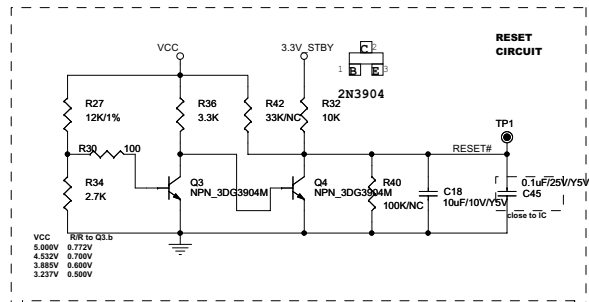 RESET
CIRCUIT
VCC
3.3V_STBY
C 2
1 B E 3
2N3904
R27
12K/1%
R36
3.3K
R42
33K/NC
R32
10K
TP1
RESET#
R30 100
R34
2.7K
Q3
NPN_3DG3904M
Q4
NPN_3DG3904M
R40
100K/NC
C18
10uF/10V/Y5V
0.1uF/25V/Y5V
C45
close to IC
VCC R/R to Q3.b
5.000V 0.772V
4.532V 0.700V
3.885V 0.600V
3.237V 0.500V